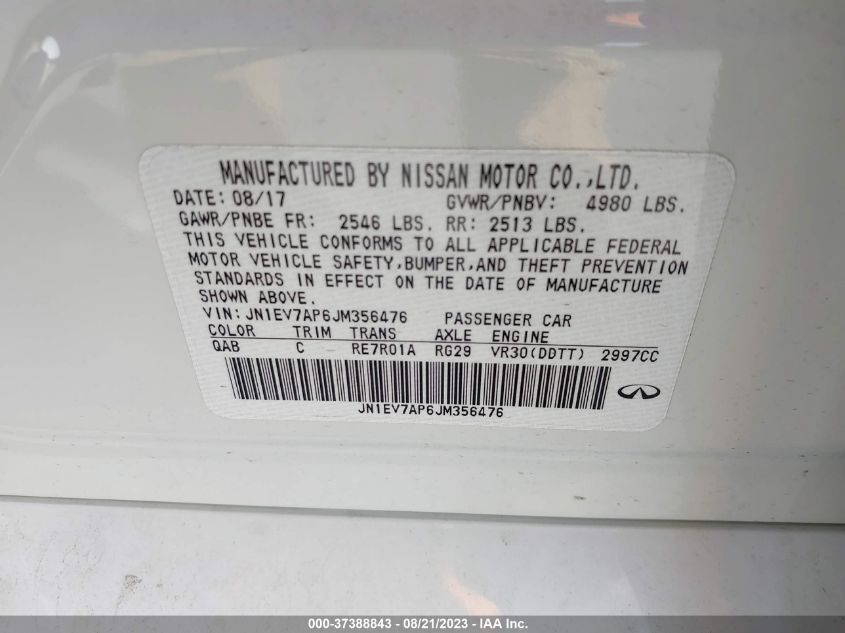 MANUFACTURED BY NISSAN MOTOR CO.,LTD.
DATE: 08/17 GVWR/PNBV: 4980 LBS.
GAWR/PNBE FR: 2546 LBS. RR: 2513 LBS.
THIS VEHICLE CONFORMS TO ALL APPLICABLE FEDERAL
MOTOR VEHICLE SAFETY,BUMPER,AND THEFT PREVENTION
STANDARDS IN EFFECT ON THE DATE OF MANUFACTURE
SHOWN ABOVE.
VIN: JN1EV7AP6JM356476 PASSENGER CAR
COLOR TRIM TRANS AXLE ENGINE
QAB C RE7R01A RG29 VR30(DDTT) 2997CC
JN1EV7AP6JM356476
000-37388843 - 08/21/2023 - IAA Inc.